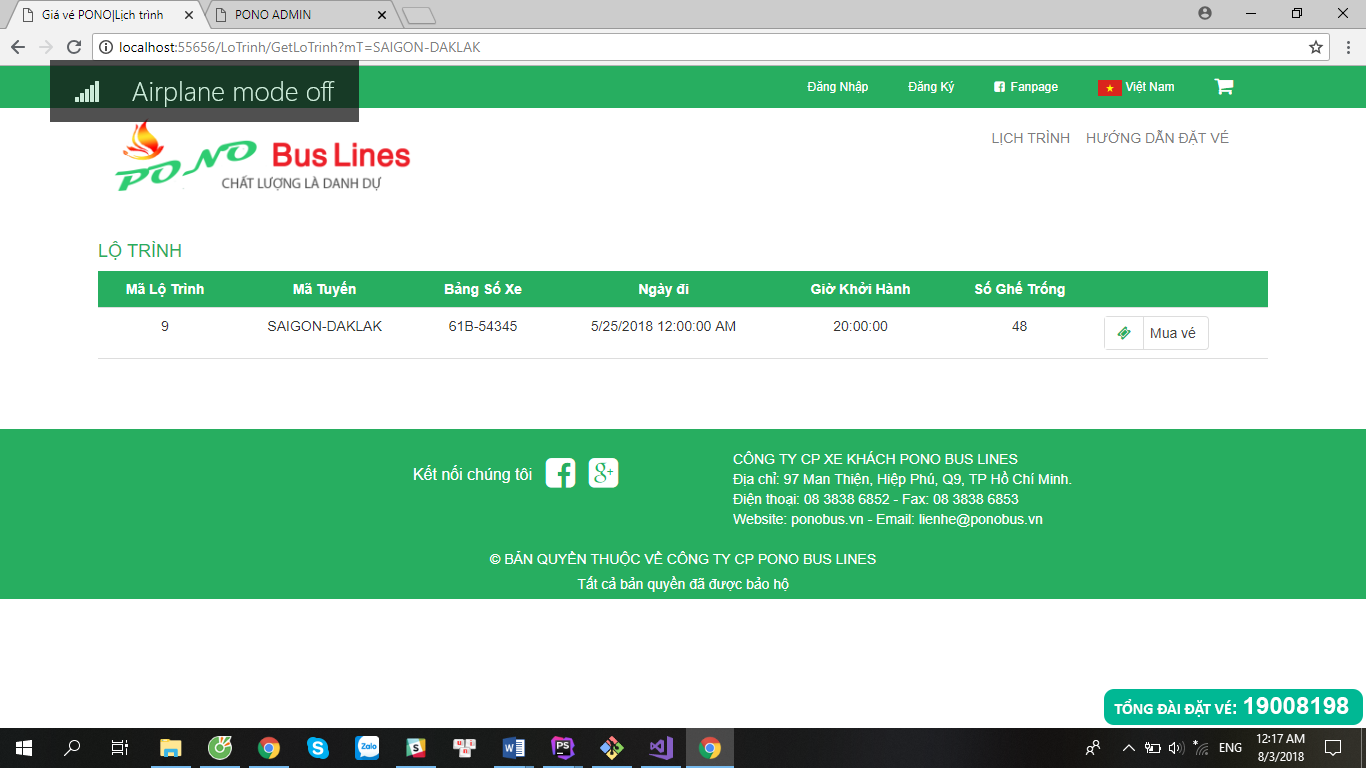 Giá vé PONO|Lịch trình
PONO ADMIN
localhost:55656/LoTrinh/GetLoTrinh?mT=SAIGON-DAKLAK
Airplane mode off
Đăng Nhập Đăng Ký Fanpage Việt Nam
PONO Bus Lines
CHẤT LƯỢNG LÀ DANH DỰ
LỊCH TRÌNH HƯỚNG DẪN ĐẶT VÉ
LỘ TRÌNH
Mã Lộ Trình Mã Tuyến Bảng Số Xe Ngày đi Giờ Khởi Hành Số Ghế Trống
9 SAIGON-DAKLAK 61B-54345 5/25/2018 12:00:00 AM 20:00:00 48 Mua vé
Kết nối chúng tôi
g+
CÔNG TY CP XE KHÁCH PONO BUS LINES
Địa chỉ: 97 Man Thiện, Hiệp Phú, Q9, TP Hồ Chí Minh.
Điện thoại: 08 3838 6852 - Fax: 08 3838 6853
Website: ponobus.vn - Email: lienhe@ponobus.vn
© BẢN QUYỀN THUỘC VỀ CÔNG TY CP PONO BUS LINES
Tất cả bản quyền đã được bảo hộ
TỔNG ĐÀI ĐẶT VÉ: 19008198
Zalo
PS
ENG
12:17 AM
8/3/2018